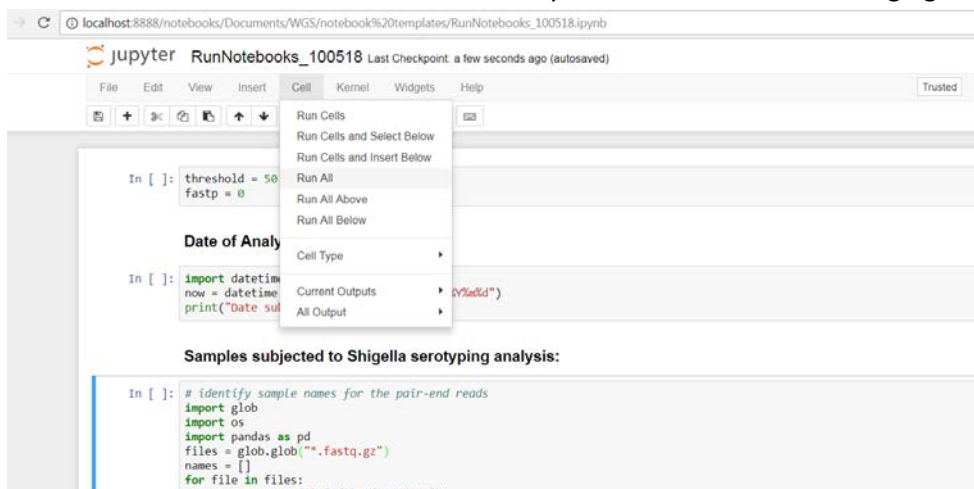 localhost:8888/notebooks/Documents/WGS/notebook%20templates/RunNotebooks_100518.ipynb
jupyter RunNotebooks_100518 Last Checkpoint: a few seconds ago (autosaved)
File Edit View Insert Cell Kernel Widgets Help Trusted
Run Cells
Run Cells and Select Below
Run Cells and Insert Below
In [ ]: threshold = 50 Run All
fastp = 0 Run All Above
Run All Below
Date of Analy
Cell Type
In [ ]: import datetim
now = datetime Current Outputs %Y%m%d")
print("Date sub All Output
Samples subjected to Shigella serotyping analysis:
In [ ]: # identify sample names for the pair-end reads
import glob
import os
import pandas as pd
files = glob.glob("*.fastq.gz")
names = []
for file in files: